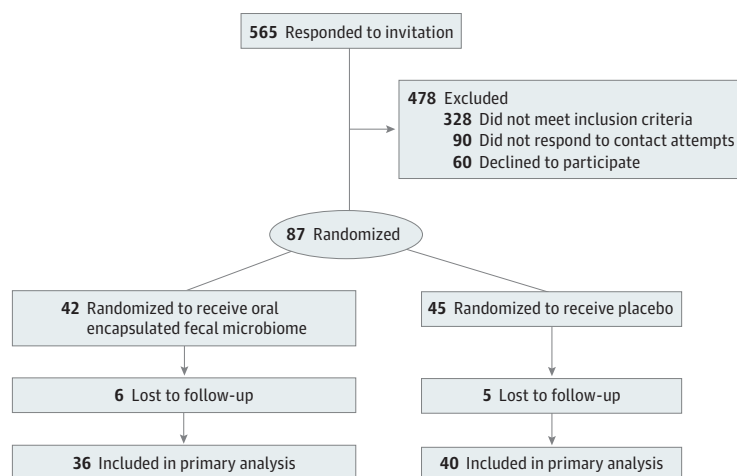 565 Responded to invitation
478 Excluded
328 Did not meet inclusion criteria
90 Did not respond to contact attempts
60 Declined to participate
87 Randomized
42 Randomized to receive oral
encapsulated fecal microbiome
45 Randomized to receive placebo
6 Lost to follow-up
5 Lost to follow-up
36 Included in primary analysis
40 Included in primary analysis